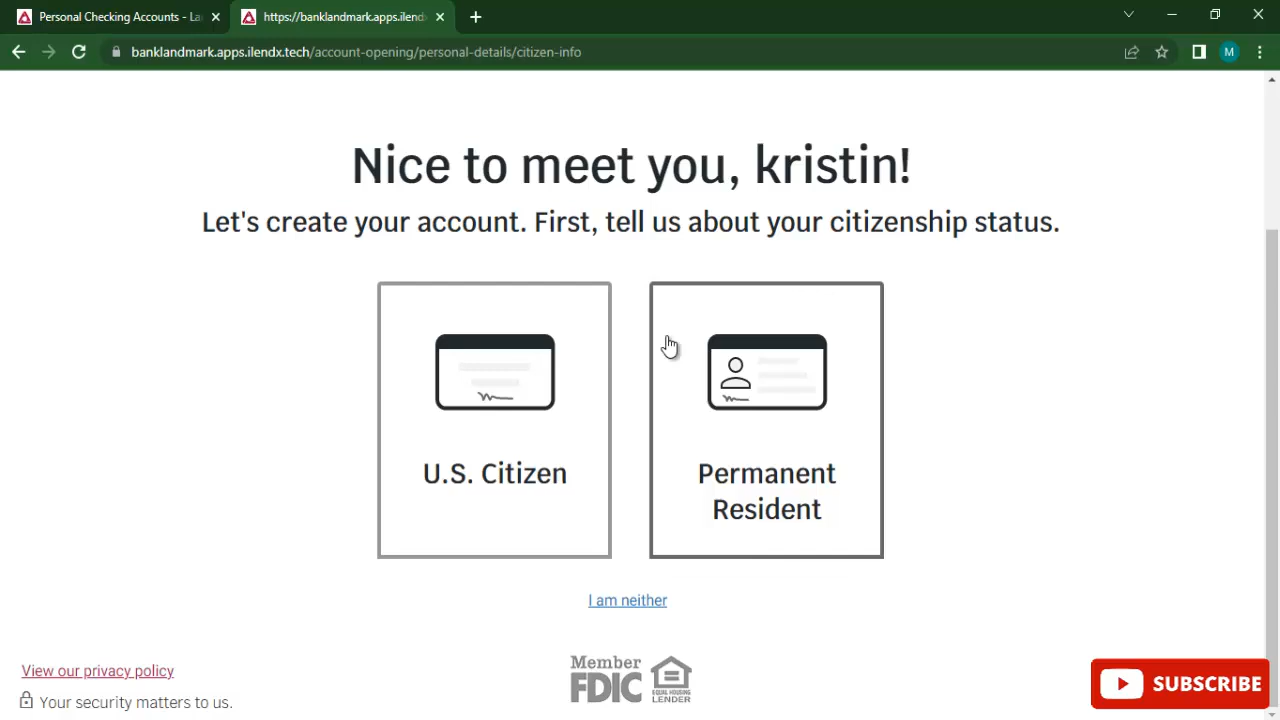 Personal Checking Accounts - La
https://banklandmark.apps.ilendx
banklandmark.apps.ilendx.tech/account-opening/personal-details/citizen-info
M
Nice to meet you, kristin!
Let's create your account. First, tell us about your citizenship status.
U.S. Citizen
Permanent
Resident
I am neither
View our privacy policy
Your security matters to us.
Member
FDIC
EQUAL HOUSING
LENDER
SUBSCRIBE